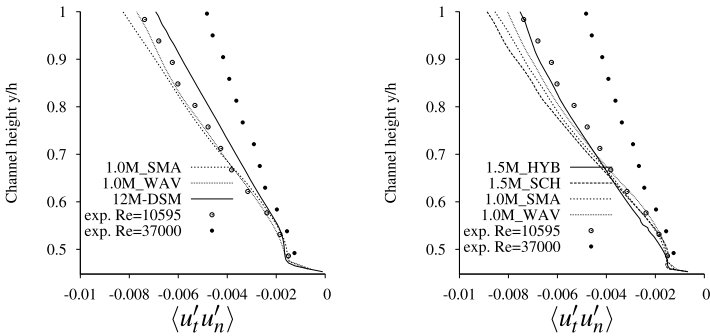 1
0.9
0.8
0.7
0.6
0.5
Channel height y/h
1.0M_SMA
1.0M_WAV
12M-DSM
exp. Re=10595
exp. Re=37000
-0.01 -0.008 -0.006 -0.004 -0.002 0
⟨u′ₜu′ₙ⟩
1
0.9
0.8
0.7
0.6
0.5
Channel height y/h
1.5M_HYB
1.5M_SCH
1.0M_SMA
1.0M_WAV
exp. Re=10595
exp. Re=37000
-0.01 -0.008 -0.006 -0.004 -0.002 0
⟨u′ₜu′ₙ⟩